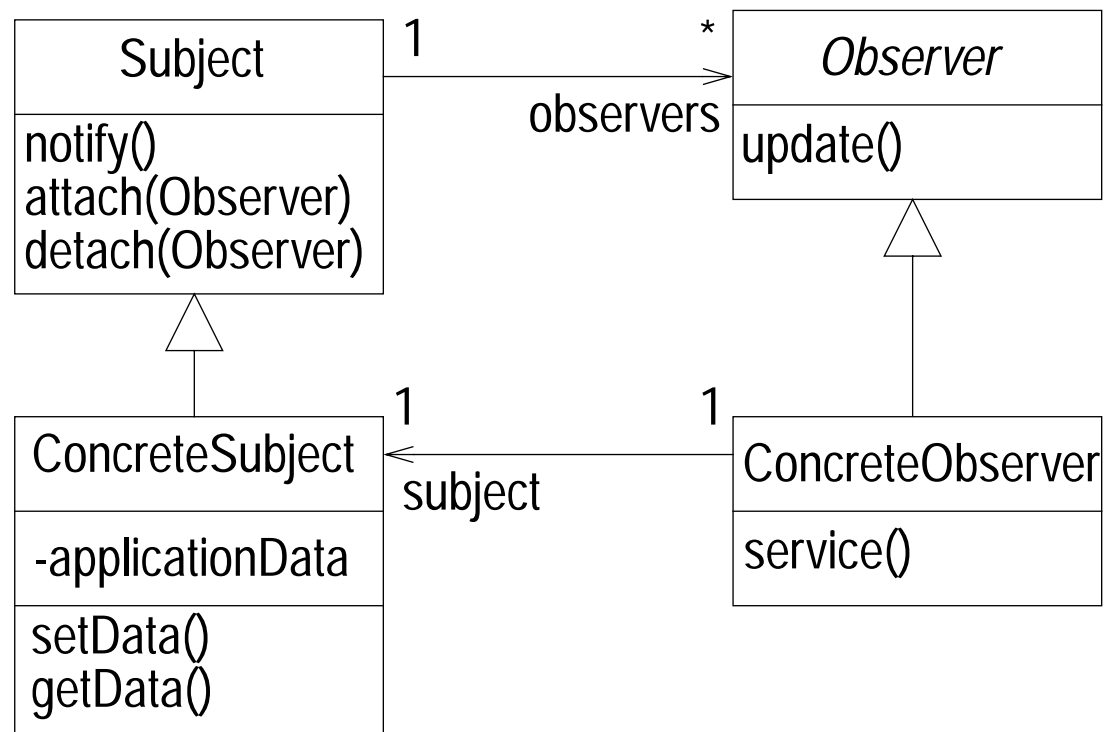 Subject
notify()
attach(Observer)
detach(Observer)
1
*
observers
Observer
update()
ConcreteSubject
-applicationData
setData()
getData()
1
1
subject
ConcreteObserver
service()